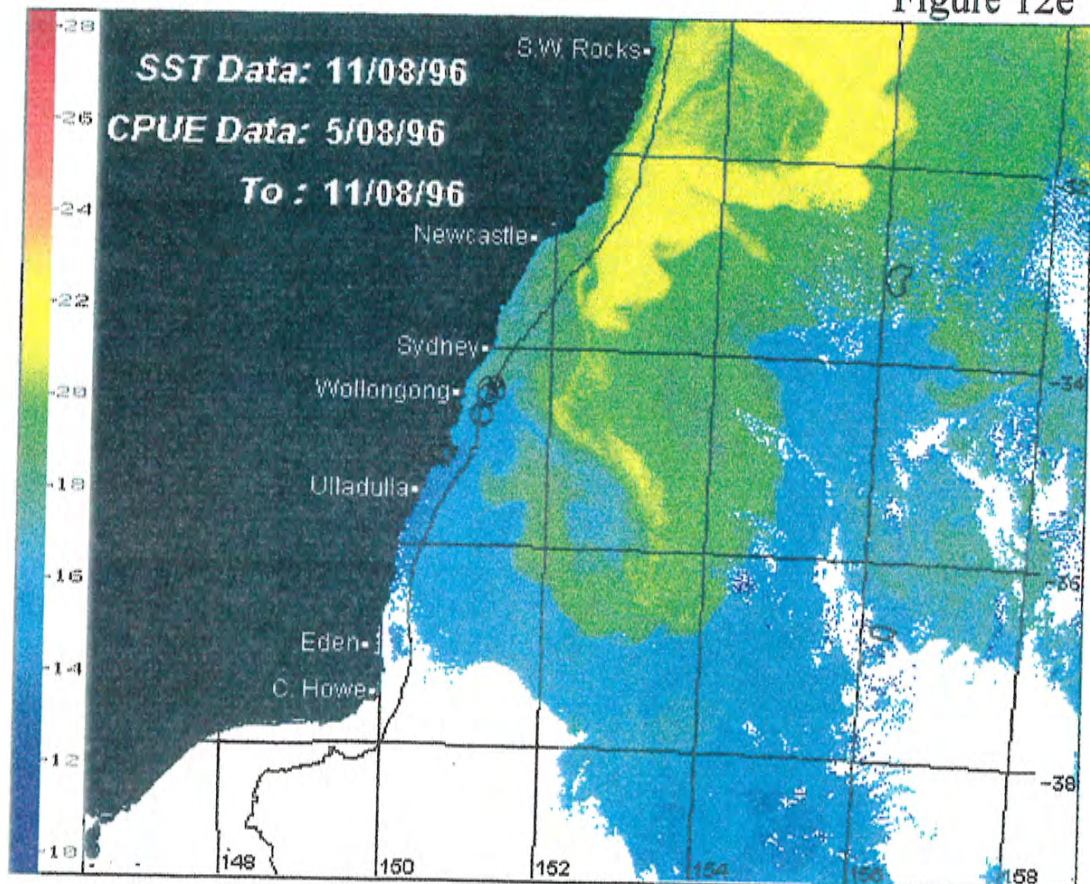 Figure 12e
SST Data: 11/08/96
CPUE Data: 5/08/96
To : 11/08/96
S.W. Rocks
Newcastle
Sydney
Wollongong
Ulladulla
Eden
C. Howe
-28
-26
-24
-22
-20
-18
-16
-14
-12
-10
-34
-36
-38
148
150
152
154
156
158